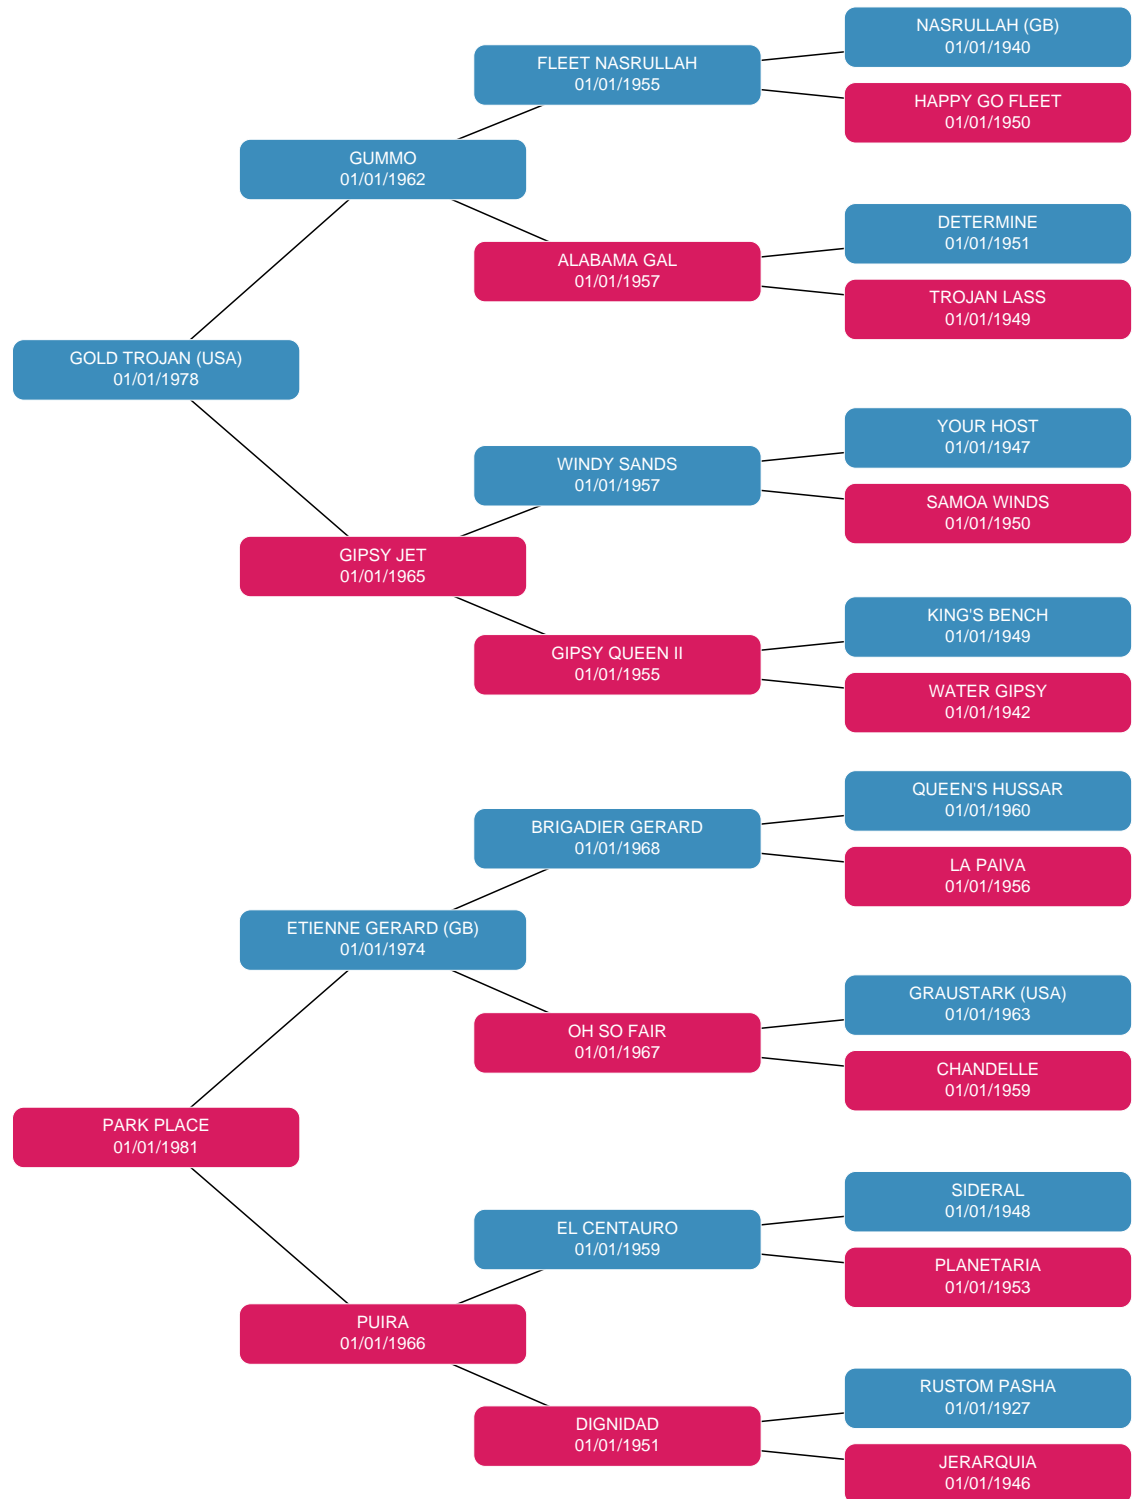 NASRULLAH (GB)
01/01/1940
FLEET NASRULLAH
01/01/1955
HAPPY GO FLEET
01/01/1950
GUMMO
01/01/1962
DETERMINE
01/01/1951
ALABAMA GAL
01/01/1957
TROJAN LASS
01/01/1949
GOLD TROJAN (USA)
01/01/1978
YOUR HOST
01/01/1947
WINDY SANDS
01/01/1957
SAMOA WINDS
01/01/1950
GIPSY JET
01/01/1965
KING'S BENCH
01/01/1949
GIPSY QUEEN II
01/01/1955
WATER GIPSY
01/01/1942
QUEEN'S HUSSAR
01/01/1960
BRIGADIER GERARD
01/01/1968
LA PAIVA
01/01/1956
ETIENNE GERARD (GB)
01/01/1974
GRAUSTARK (USA)
01/01/1963
OH SO FAIR
01/01/1967
CHANDELLE
01/01/1959
PARK PLACE
01/01/1981
SIDERAL
01/01/1948
EL CENTAURO
01/01/1959
PLANETARIA
01/01/1953
PUIRA
01/01/1966
RUSTOM PASHA
01/01/1927
DIGNIDAD
01/01/1951
JERARQUIA
01/01/1946